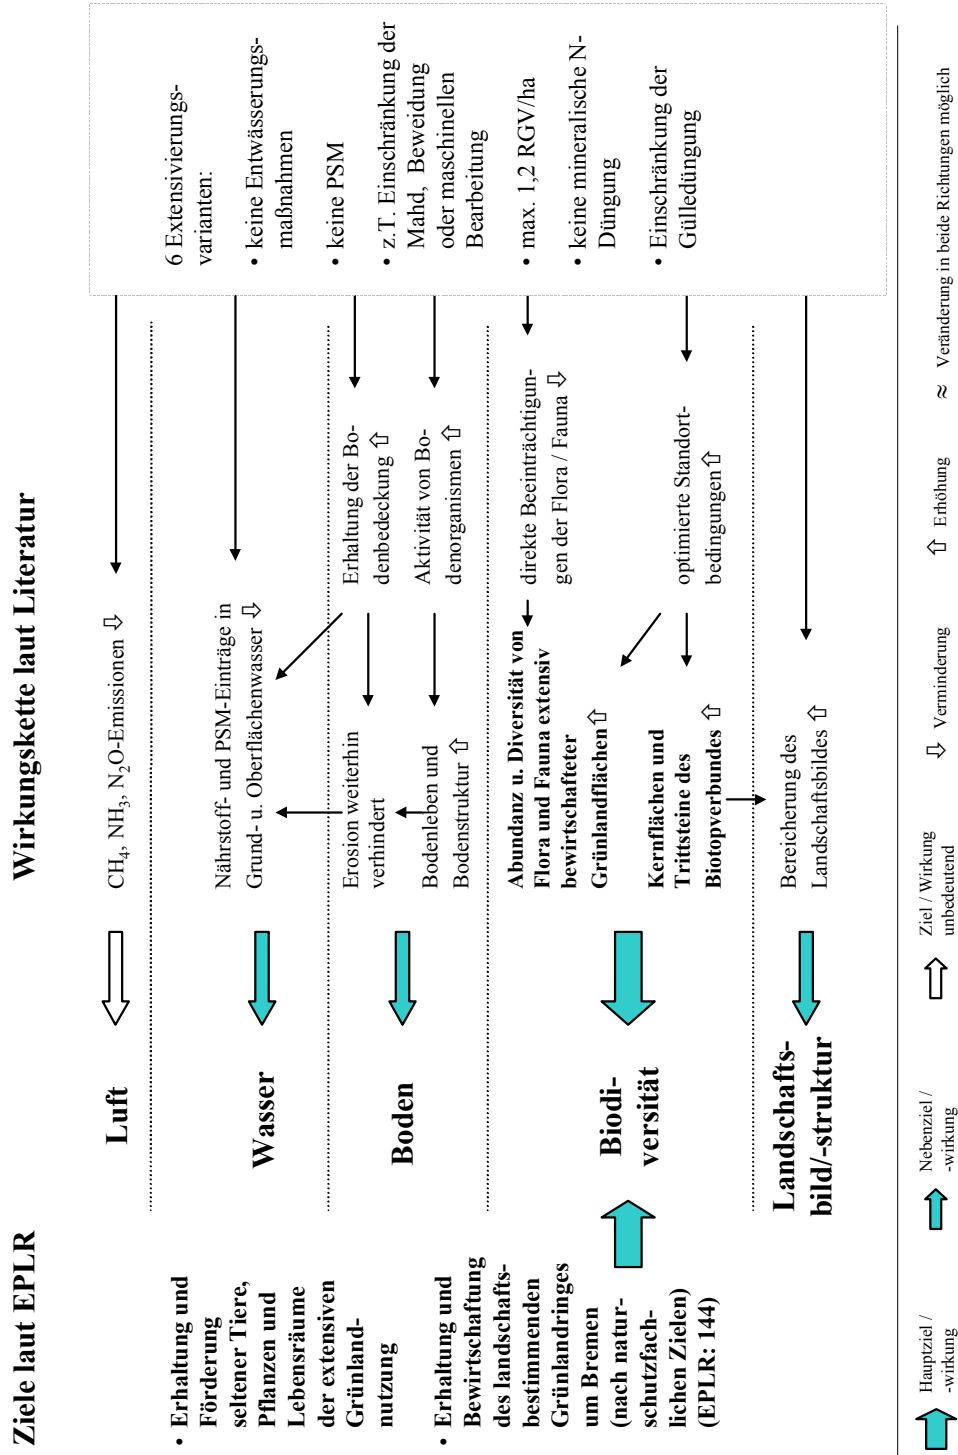 Ziele laut EPLR
Wirkungskette laut Literatur
• Erhaltung und
Förderung
seltener Tiere,
Pflanzen und
Lebensräume
der extensiven
Grünland-
nutzung
• Erhaltung und
Bewirtschaftung
des landschafts-
bestimmenden
Grünlandringes
um Bremen
(nach natur-
schutzfach-
lichen Zielen)
(EPLR: 144)
Luft
Wasser
Boden
Biodi-
versität
Landschafts-
bild/-struktur
CH₄, NH₃, N₂O-Emissionen ⇩
Nährstoff- und PSM-Einträge in
Grund- u. Oberflächenwasser ⇩
Erosion weiterhin
verhindert
Bodenleben und
Bodenstruktur ⇧
Abundanz u. Diversität von
Flora und Fauna extensiv
bewirtschafteter
Grünlandflächen ⇧
Kernflächen und
Trittsteine des
Biotopverbundes ⇧
Bereicherung des
Landschaftsbildes ⇧
Erhaltung der Bo-
denbedeckung ⇧
Aktivität von Bo-
denorganismen ⇧
direkte Beeinträchtigun-
gen der Flora / Fauna ⇩
optimierte Standort-
bedingungen ⇧
6 Extensivierungs-
varianten:
• keine Entwässerungs-
maßnahmen
• keine PSM
• z.T. Einschränkung der
Mahd, Beweidung
oder maschinellen
Bearbeitung
• max. 1,2 RGV/ha
• keine mineralische N-
Düngung
• Einschränkung der
Gülledüngung
Hauptziel /
-wirkung
Nebenziel /
-wirkung
Ziel / Wirkung
unbedeutend
⇩ Verminderung
⇧ Erhöhung
≈ Veränderung in beide Richtungen möglich